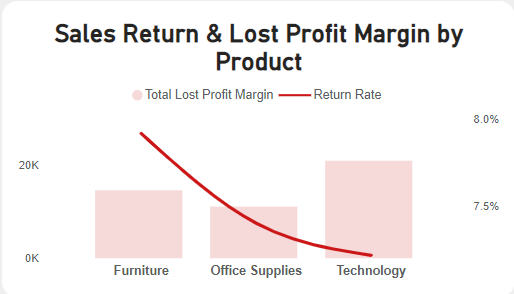 Sales Return & Lost Profit Margin by
Product
Total Lost Profit Margin Return Rate
8.0%
20K
7.5%
0K
Furniture Office Supplies Technology